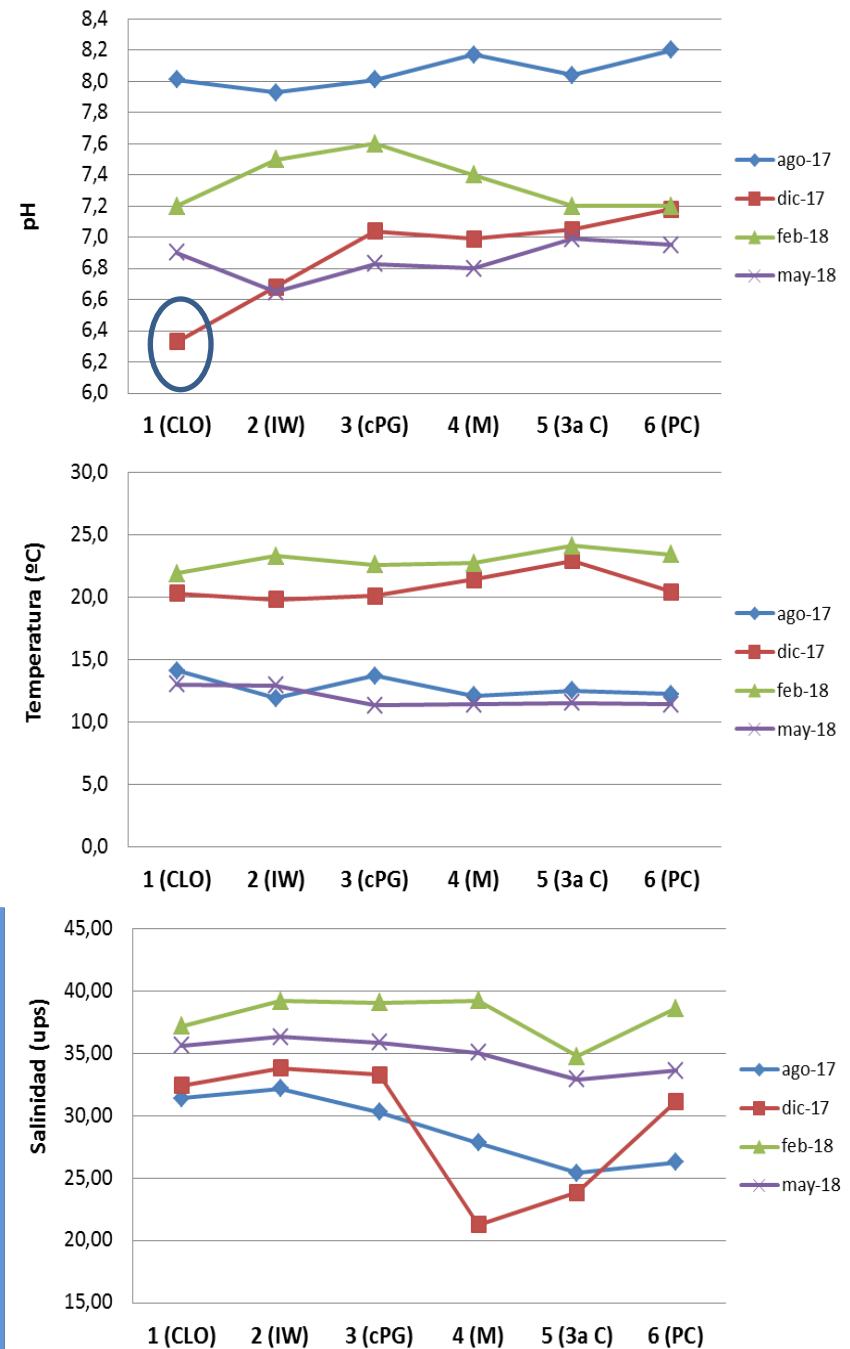 8,4
8,2
8,0
7,8
7,6
7,4
7,2
7,0
6,8
6,6
6,4
6,2
6,0
pH
1 (CLO) 2 (IW) 3 (cPG) 4 (M) 5 (3a C) 6 (PC)
ago-17
dic-17
feb-18
may-18
30,0
25,0
20,0
15,0
10,0
5,0
0,0
Temperatura (ºC)
1 (CLO) 2 (IW) 3 (cPG) 4 (M) 5 (3a C) 6 (PC)
ago-17
dic-17
feb-18
may-18
45,00
40,00
35,00
30,00
25,00
20,00
15,00
Salinidad (ups)
1 (CLO) 2 (IW) 3 (cPG) 4 (M) 5 (3a C) 6 (PC)
ago-17
dic-17
feb-18
may-18